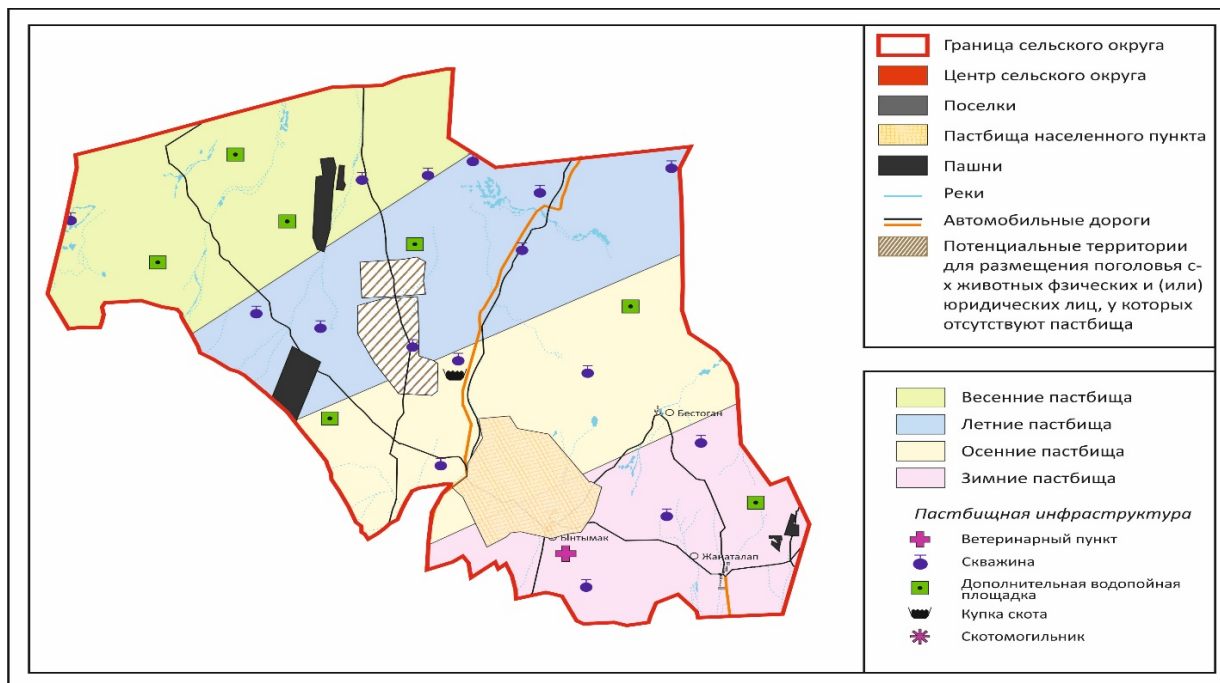 Граница сельского округа
Центр сельского округа
Поселки
Пастбища населенного пункта
Пашни
Реки
Автомобильные дороги
Потенциальные территории
для размещения поголовья с-
х животных фзических и (или)
юридических лиц, у которых
отсутствуют пастбища
Весенние пастбища
Летние пастбища
Осенние пастбища
Зимние пастбища
Пастбищная инфраструктура
Ветеринарный пункт
Скважина
Дополнительная водопойная
площадка
Купка скота
Скотомогильник
Бестоган
Ынтымак
Жанаталап